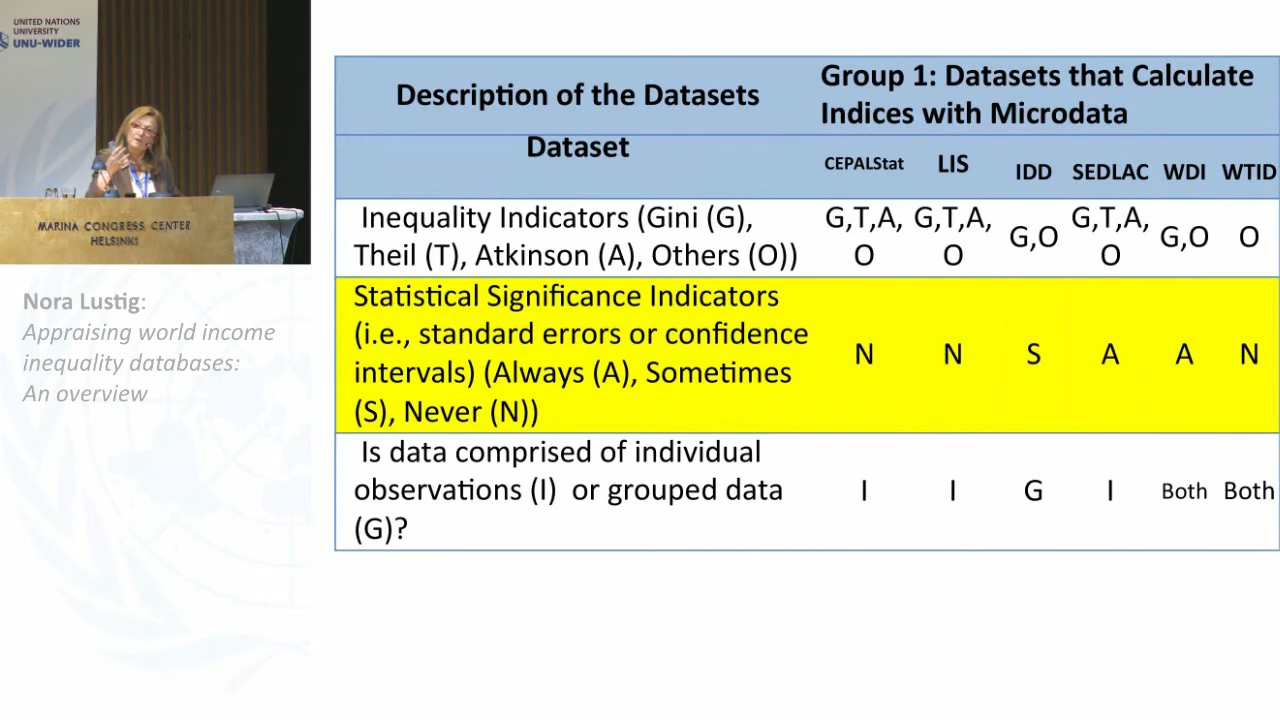 UNITED NATIONS
UNIVERSITY
UNU-WIDER
MARINA CONGRESS CENTER
HELSINKI
Nora Lustig:
Appraising world income
inequality databases:
An overview
Description of the Datasets
Group 1: Datasets that Calculate
Indices with Microdata
Dataset
CEPALStat LIS IDD SEDLAC WDI WTID
Inequality Indicators (Gini (G),
Theil (T), Atkinson (A), Others (O))
G,T,A,
O
G,T,A,
O
G,O
G,T,A,
O
G,O
O
Statistical Significance Indicators
(i.e., standard errors or confidence
intervals) (Always (A), Sometimes
(S), Never (N))
N N S A A N
Is data comprised of individual
observations (I) or grouped data
(G)?
I I G I Both Both